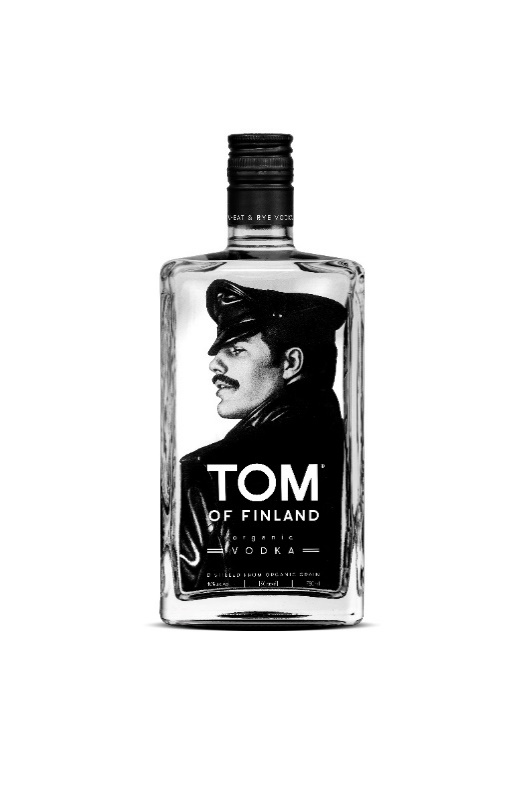 EAT & RYE VODKA
TOM®
OF FINLAND
organic
VODKA
DISTILLED FROM ORGANIC GRAIN